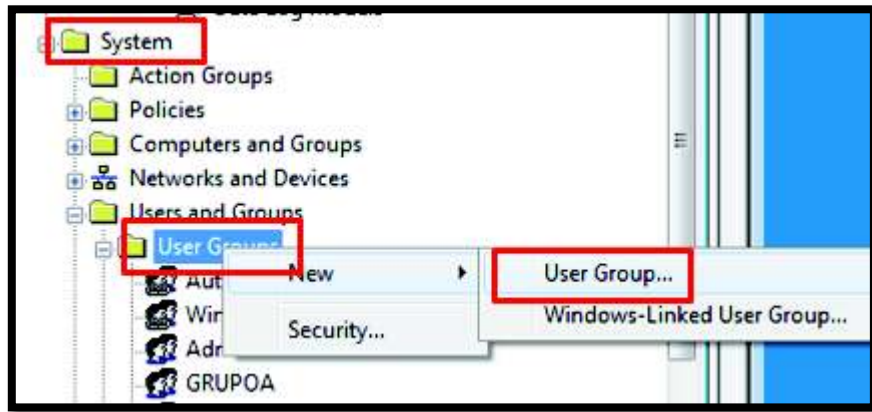 System
Action Groups
Policies
Computers and Groups
Networks and Devices
Users and Groups
User Groups
New
User Group...
Windows-Linked User Group...
Security...
GRUPOA